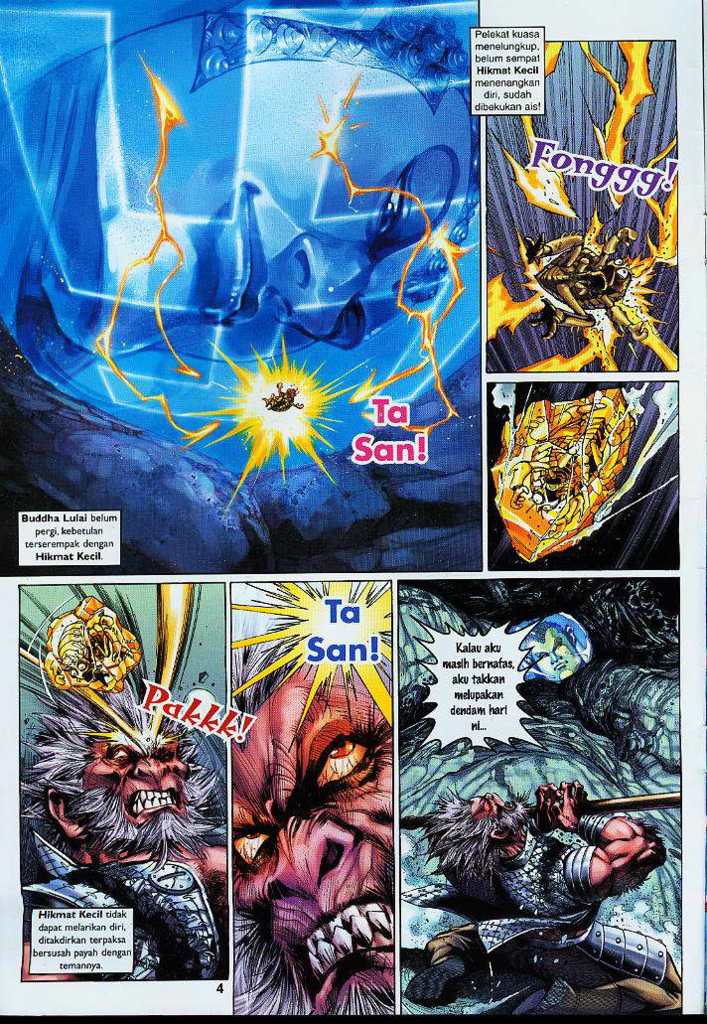 Pelekat kuasa
menelungkup,
belum sempat
Hikmat Kecil
menenangkan
diri, sudah
dibekukan ais!
Fonggg!
Ta
San!
Buddha Lulai belum
pergi, kebetulan
terserempak dengan
Hikmat Kecil.
Pakkk!
Hikmat Kecil tidak
dapat melarikan diri,
ditakdirkan terpaksa
bersusah payah dengan
temannya.
Ta
San!
Kalau aku
masih bernafas,
aku takkan
melupakan
dendam hari
ni...
4